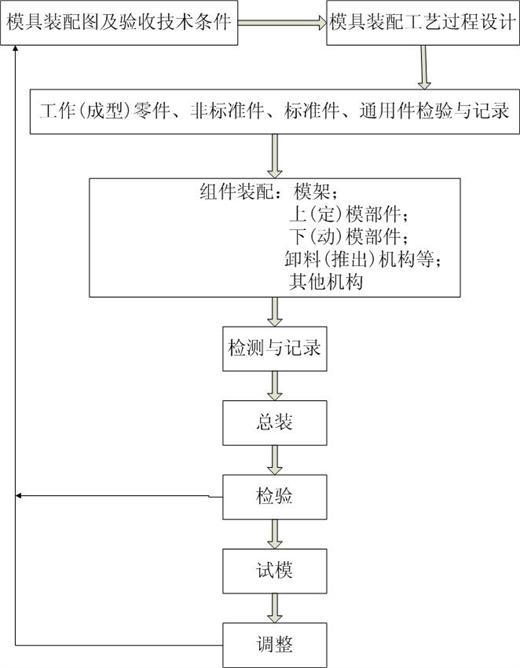 模具装配图及验收技术条件
模具装配工艺过程设计
工作(成型)零件、非标准件、标准件、通用件检验与记录
组件装配：模架；
上(定)模部件；
下(动)模部件；
卸料(推出)机构等；
其他机构
检测与记录
总装
检验
试模
调整